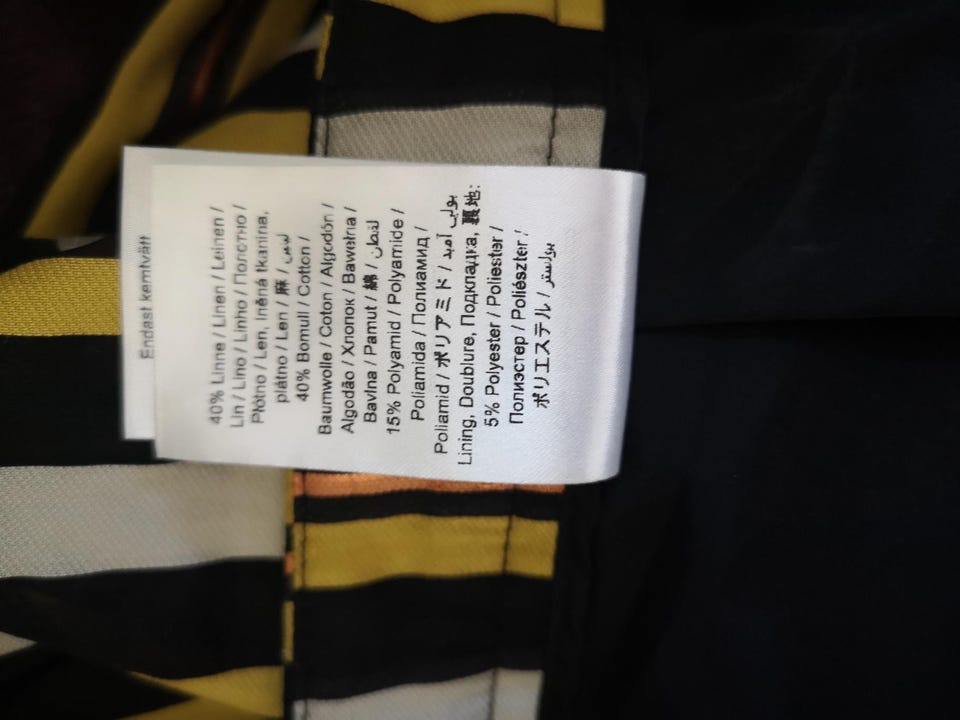 Endast kemtvätt
40% Linne / Linen / Leinen /
Lin / Lino / Linho / Полотно /
Płótno / Len, lněná tkanina,
plátno / Len / 麻 /
40% Bomull / Cotton /
Baumwolle / Coton / Algodón /
Algodão / Хлопок / Bawełna /
Bavlna / Pamut / 綿 / لقطن
15% Polyamid / Polyamide /
Poliamida / Полиамид /
Poliamid / ポリアミド / بولي أميد
Lining, Doublure, Подкладка, 裏地:
5% Polyester / Poliester /
Полиэстер / Poliészter /
ポリエステル / بوليستر